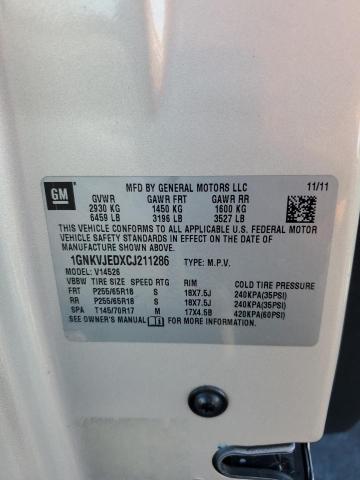 GM
MFD BY GENERAL MOTORS LLC 11/11
GVWR GAWR FRT GAWR RR
2930 KG 1450 KG 1600 KG
6459 LB 3196 LB 3527 LB
THIS VEHICLE CONFORMS TO ALL APPLICABLE U.S. FEDERAL MOTOR
VEHICLE SAFETY STANDARDS IN EFFECT ON THE DATE OF
MANUFACTURE SHOWN ABOVE.
1GNKVJEDXCJ211286 TYPE: M.P.V.
MODEL: V14526
VBBW TIRE SIZE SPEED RTG RIM COLD TIRE PRESSURE
FRT P255/65R18 S 18X7.5J 240KPA(35PSI)
RR P255/65R18 S 18X7.5J 240KPA(35PSI)
SPA T145/70R17 M 17X4.5B 420KPA(60PSI)
SEE OWNER'S MANUAL FOR MORE INFORMATION.